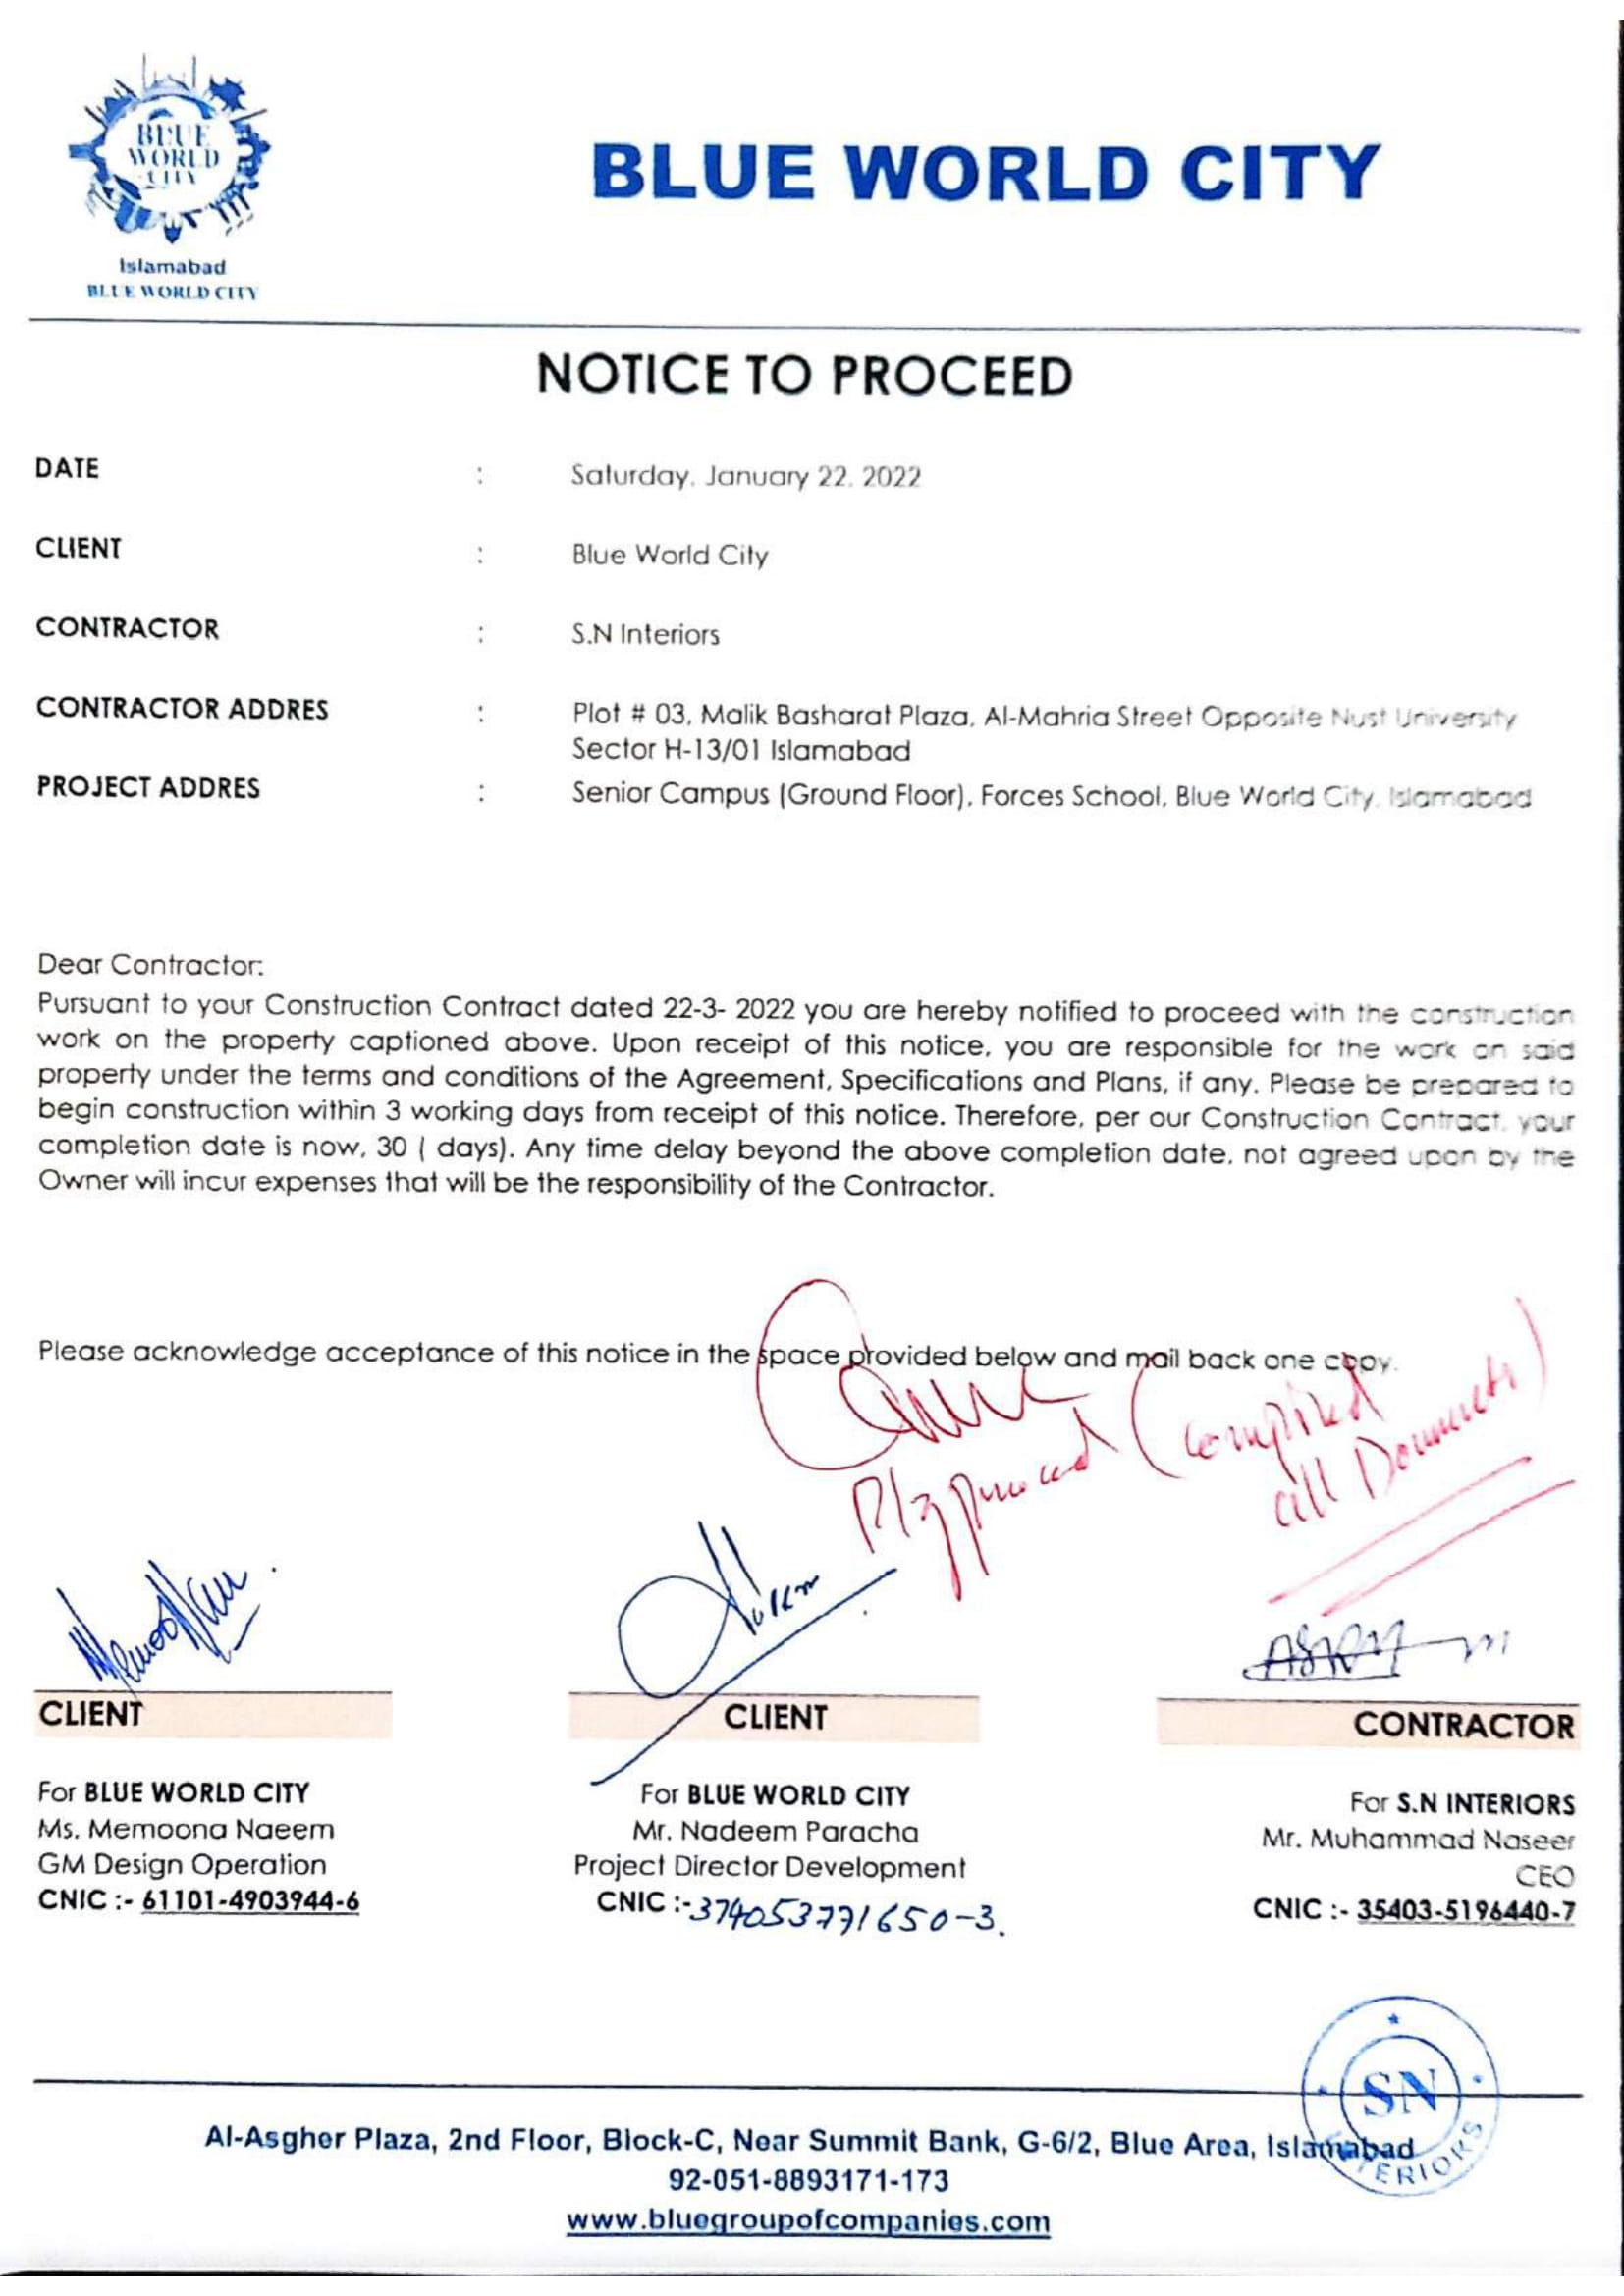 BLUE
WORLD
CITY
Islamabad
BLUE WORLD CITY
BLUE WORLD CITY
NOTICE TO PROCEED
DATE : Saturday, January 22, 2022
CLIENT : Blue World City
CONTRACTOR : S.N Interiors
CONTRACTOR ADDRES : Plot # 03, Malik Basharat Plaza, Al-Mahria Street Opposite Nust University
Sector H-13/01 Islamabad
PROJECT ADDRES : Senior Campus (Ground Floor), Forces School, Blue World City, Islamabad
Dear Contractor:
Pursuant to your Construction Contract dated 22-3- 2022 you are hereby notified to proceed with the construction
work on the property captioned above. Upon receipt of this notice, you are responsible for the work on said
property under the terms and conditions of the Agreement, Specifications and Plans, if any. Please be prepared to
begin construction within 3 working days from receipt of this notice. Therefore, per our Construction Contract, your
completion date is now, 30 ( days). Any time delay beyond the above completion date, not agreed upon by the
Owner will incur expenses that will be the responsibility of the Contractor.
Please acknowledge acceptance of this notice in the space provided below and mail back one copy.
all
CLIENT CLIENT CONTRACTOR
For BLUE WORLD CITY For BLUE WORLD CITY For S.N INTERIORS
Ms. Memoona Naeem Mr. Nadeem Paracha Mr. Muhammad Naseer
GM Design Operation Project Director Development CEO
CNIC :- 61101-4903944-6 CNIC :- 374053771650-3. CNIC :- 35403-5196440-7
SN
INTERIORS
Al-Asgher Plaza, 2nd Floor, Block-C, Near Summit Bank, G-6/2, Blue Area, Islamabad
92-051-8893171-173
www.bluegroupofcompanies.com